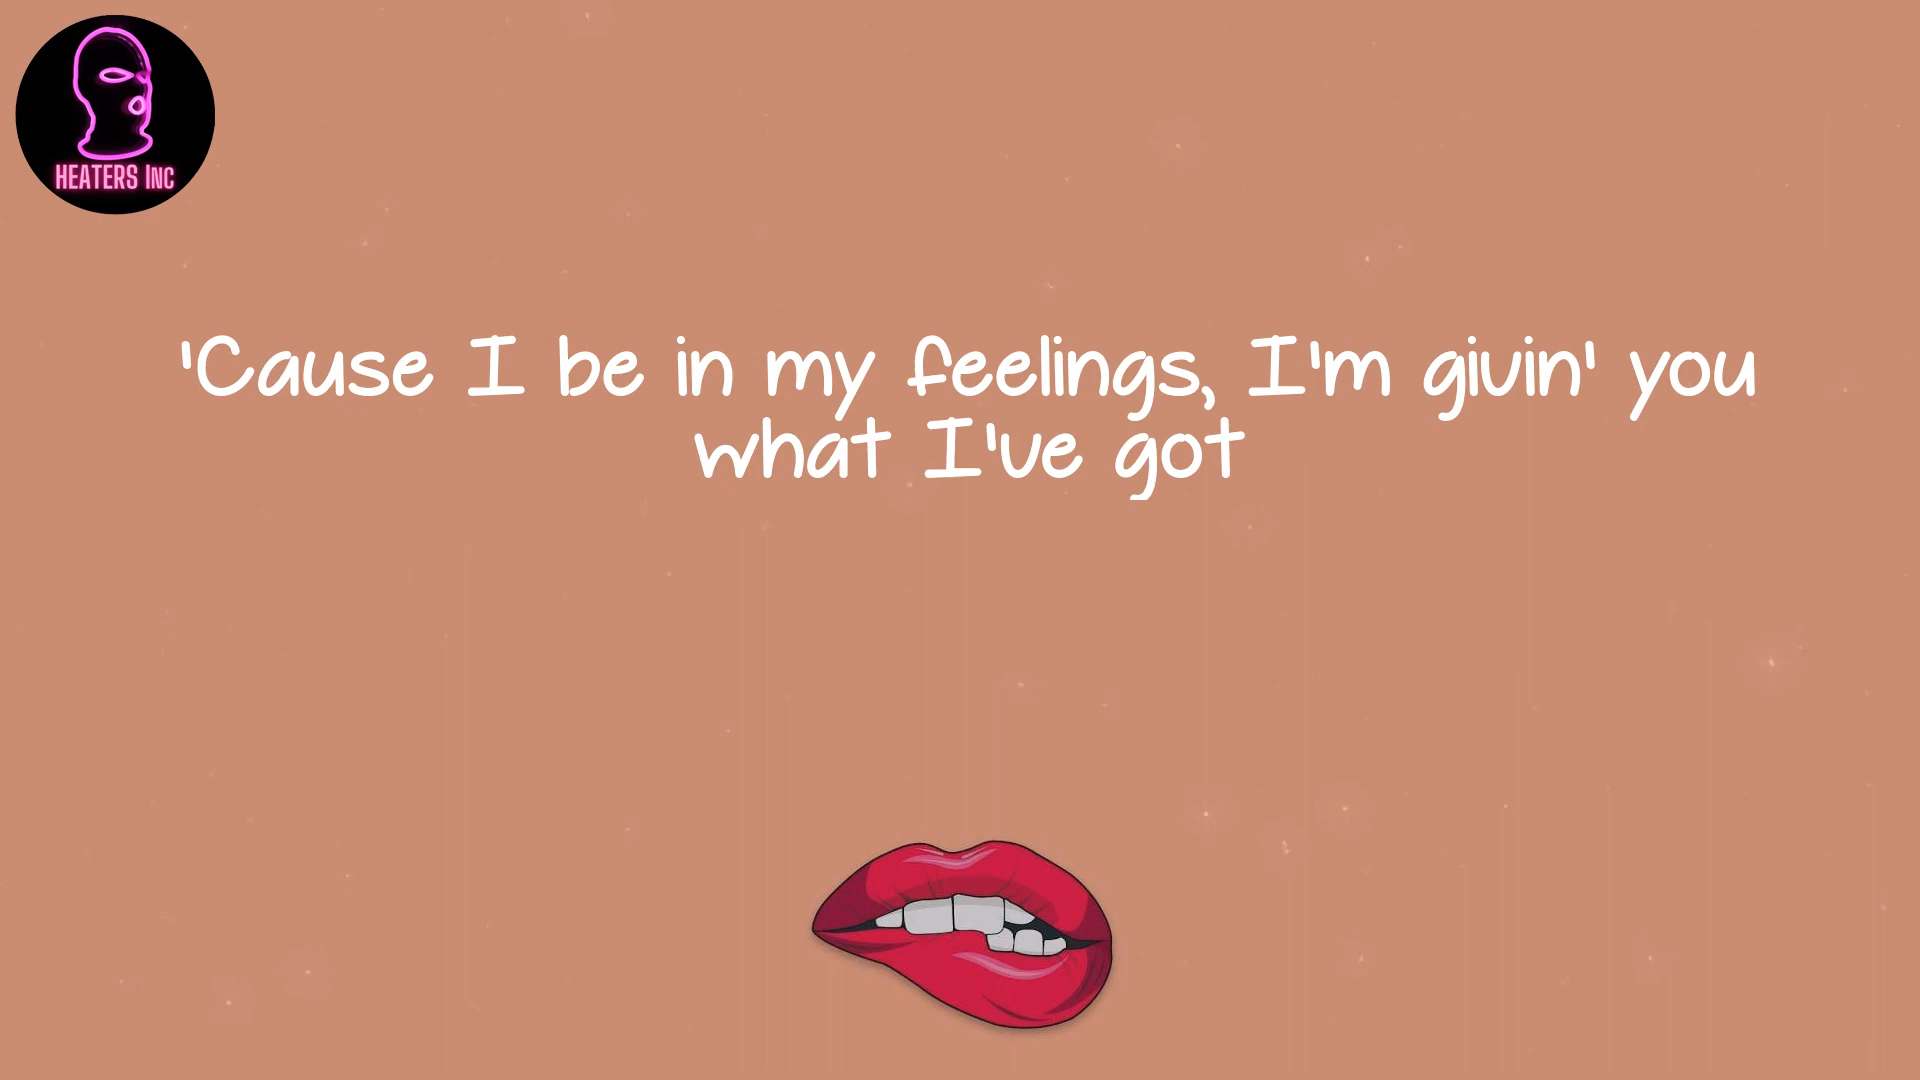 HEATERS INC
'Cause I be in my feelings, I'm givin' you
what I've got